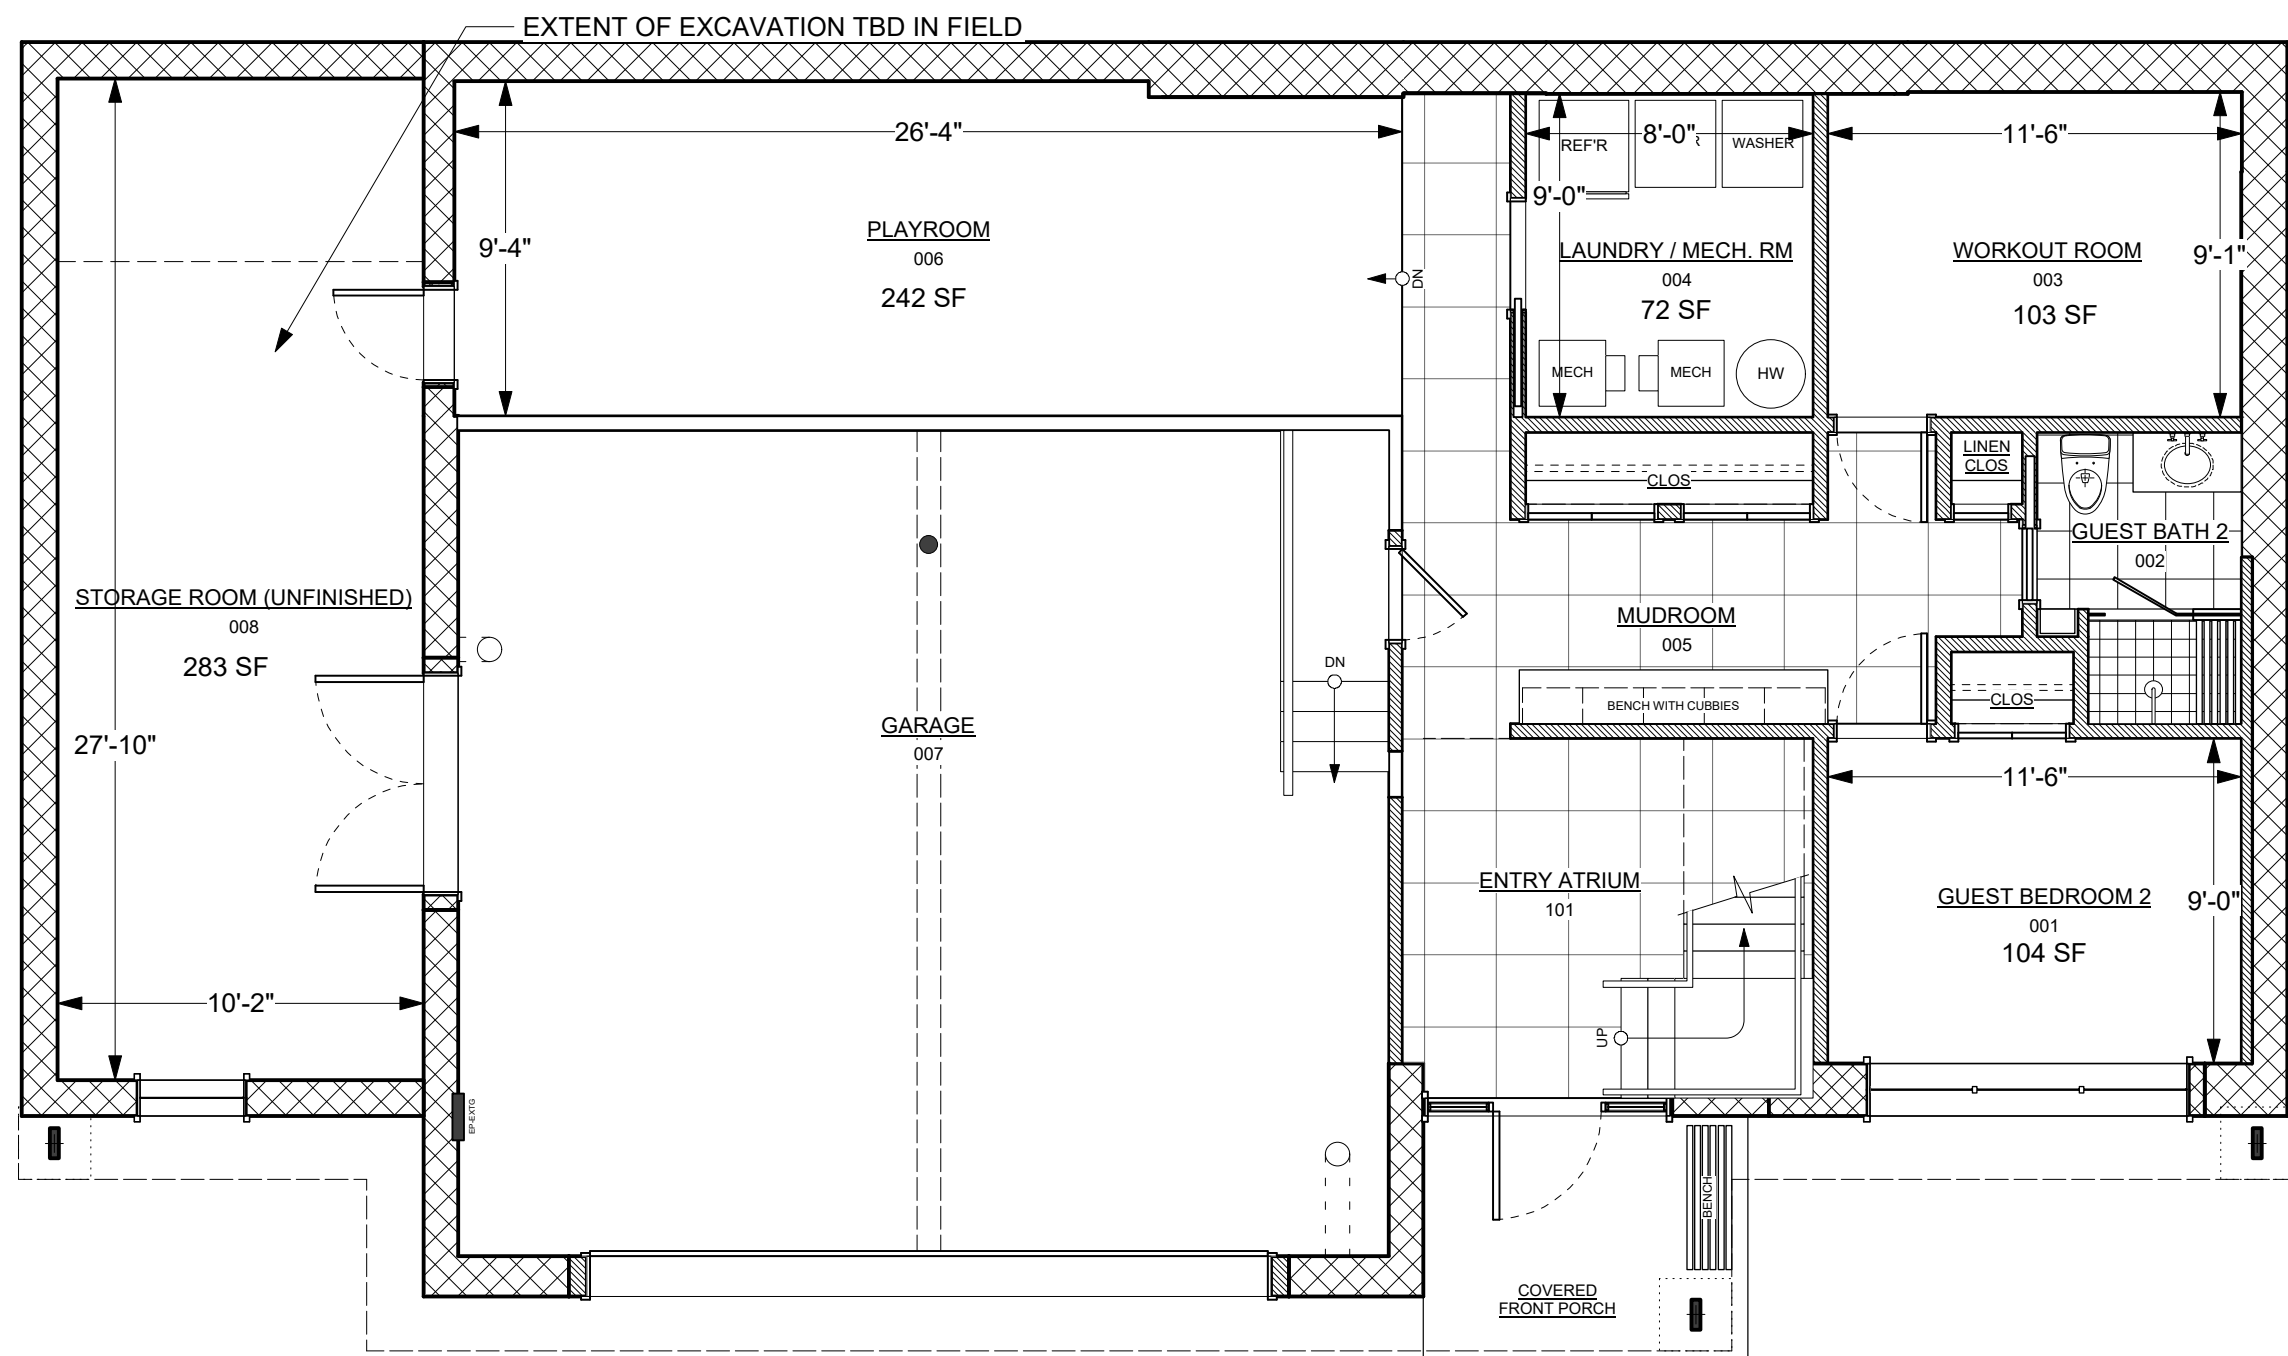 EXTENT OF EXCAVATION TBD IN FIELD
26'-4"
9'-4"
PLAYROOM
006
242 SF
DN
REF'R
8'-0"
WASHER
9'-0"
LAUNDRY / MECH. RM
004
72 SF
MECH
MECH
HW
11'-6"
WORKOUT ROOM
003
103 SF
9'-1"
LINEN
CLOS
CLOS
GUEST BATH 2
002
STORAGE ROOM (UNFINISHED)
008
283 SF
27'-10"
10'-2"
GARAGE
007
DN
MUDROOM
005
BENCH WITH CUBBIES
CLOS
11'-6"
ENTRY ATRIUM
101
UP
GUEST BEDROOM 2
001
104 SF
9'-0"
EP-EXTG
BENCH
COVERED
FRONT PORCH